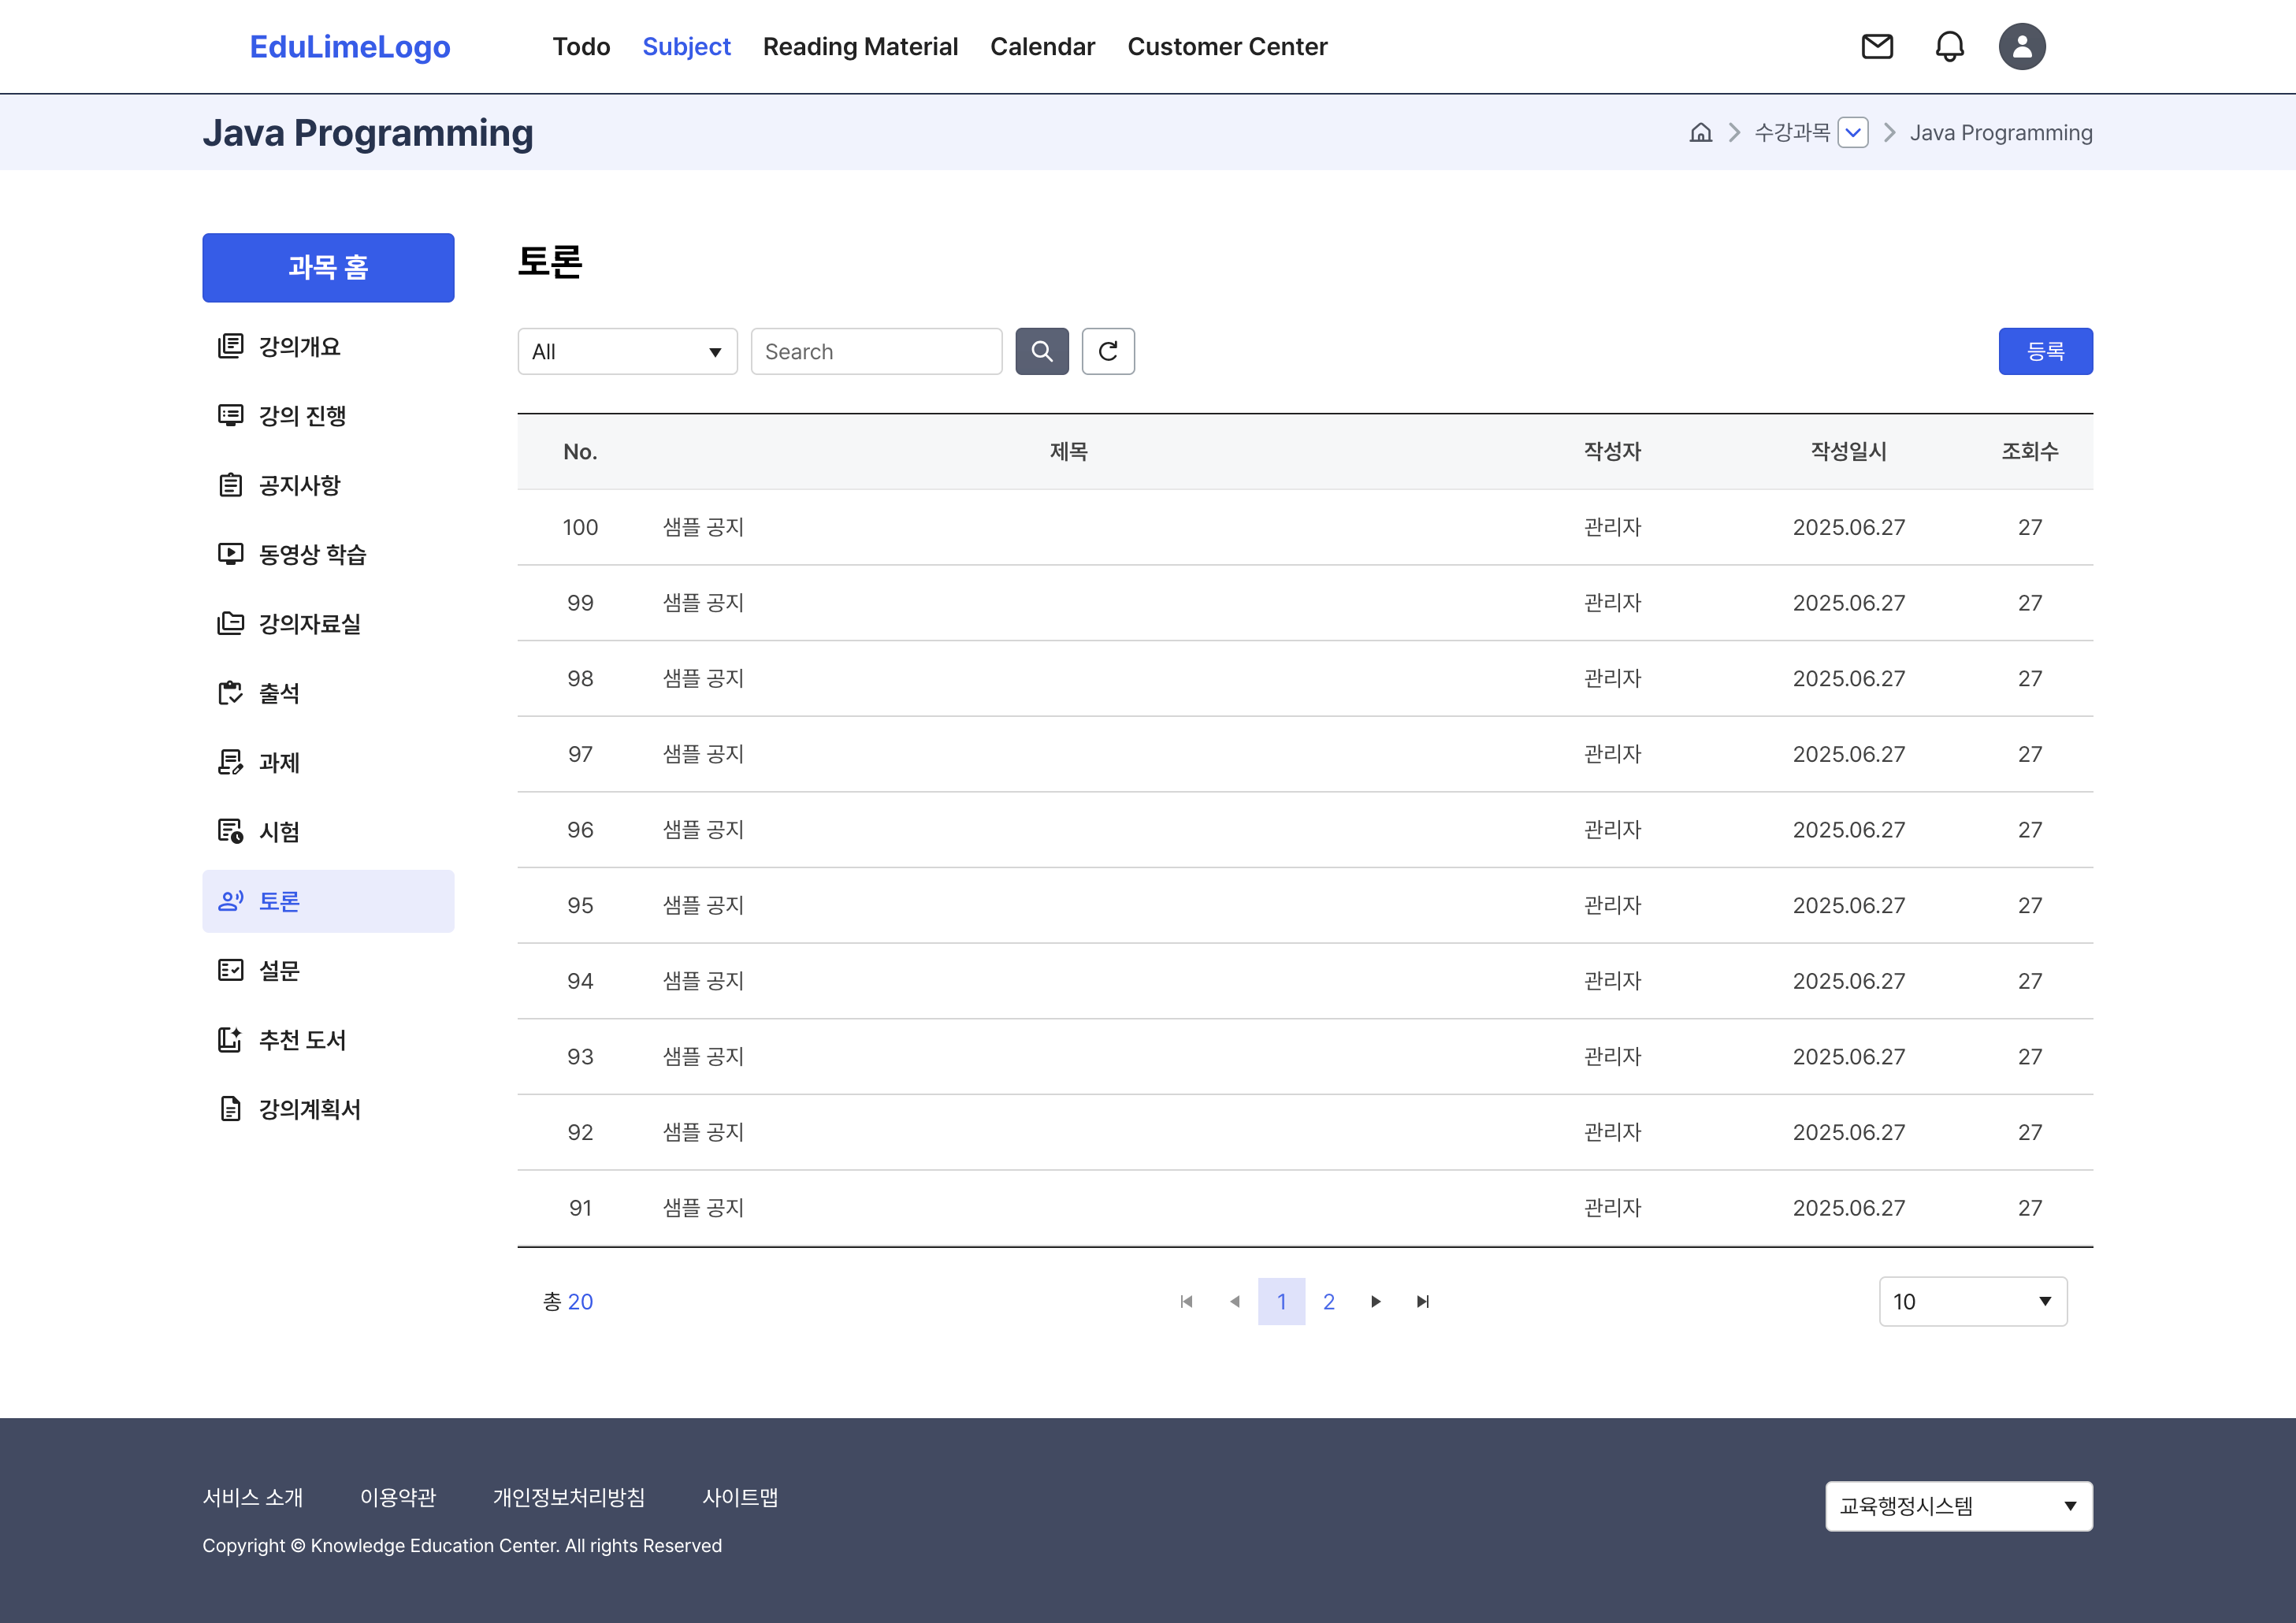 EduLimeLogo Todo Subject Reading Material Calendar Customer Center
Java Programming
수강과목 Java Programming
과목 홈
강의개요
강의 진행
공지사항
동영상 학습
강의자료실
출석
과제
시험
토론
설문
추천 도서
강의계획서
토론
All Search 등록
No. 제목 작성자 작성일시 조회수
100 샘플 공지 관리자 2025.06.27 27
99 샘플 공지 관리자 2025.06.27 27
98 샘플 공지 관리자 2025.06.27 27
97 샘플 공지 관리자 2025.06.27 27
96 샘플 공지 관리자 2025.06.27 27
95 샘플 공지 관리자 2025.06.27 27
94 샘플 공지 관리자 2025.06.27 27
93 샘플 공지 관리자 2025.06.27 27
92 샘플 공지 관리자 2025.06.27 27
91 샘플 공지 관리자 2025.06.27 27
총 20 1 2 10
서비스 소개 이용약관 개인정보처리방침 사이트맵
교육행정시스템
Copyright © Knowledge Education Center. All rights Reserved